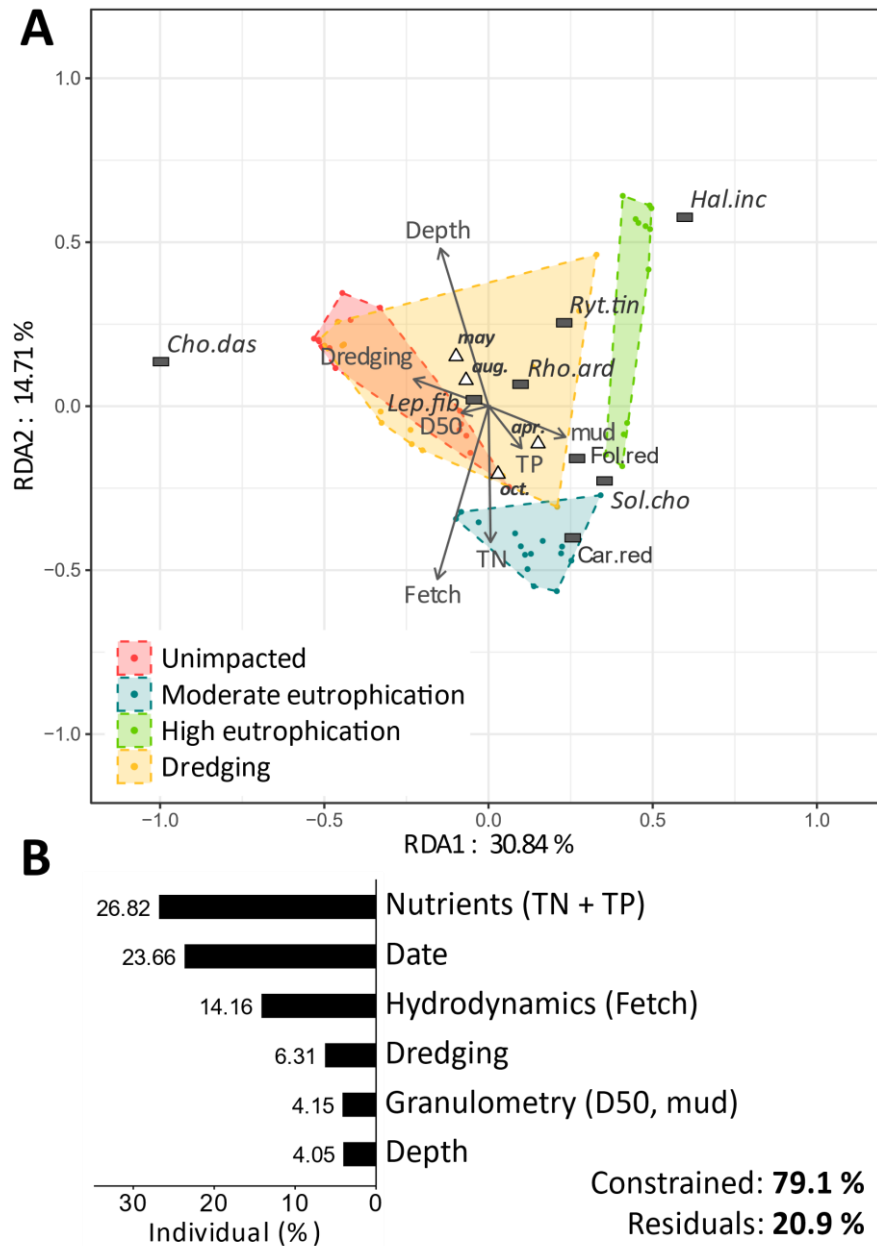 A
1.0
0.5
0.0
−0.5
−1.0
RDA2 : 14.71 %
Hal.inc
Depth
Ryt.tin
Cho.das
may
Dredging
aug.
Rho.ard
Lep.fib
D50
apr.
mud
TP
Fol.red
oct.
Sol.cho
TN
Car.red
Fetch
Unimpacted
Moderate eutrophication
High eutrophication
Dredging
−1.0 −0.5 0.0 0.5 1.0
RDA1 : 30.84 %
B
26.82 Nutrients (TN + TP)
23.66 Date
14.16 Hydrodynamics (Fetch)
6.31 Dredging
4.15 Granulometry (D50, mud)
4.05 Depth
30 20 10 0
Individual (%)
Constrained: 79.1 %
Residuals: 20.9 %